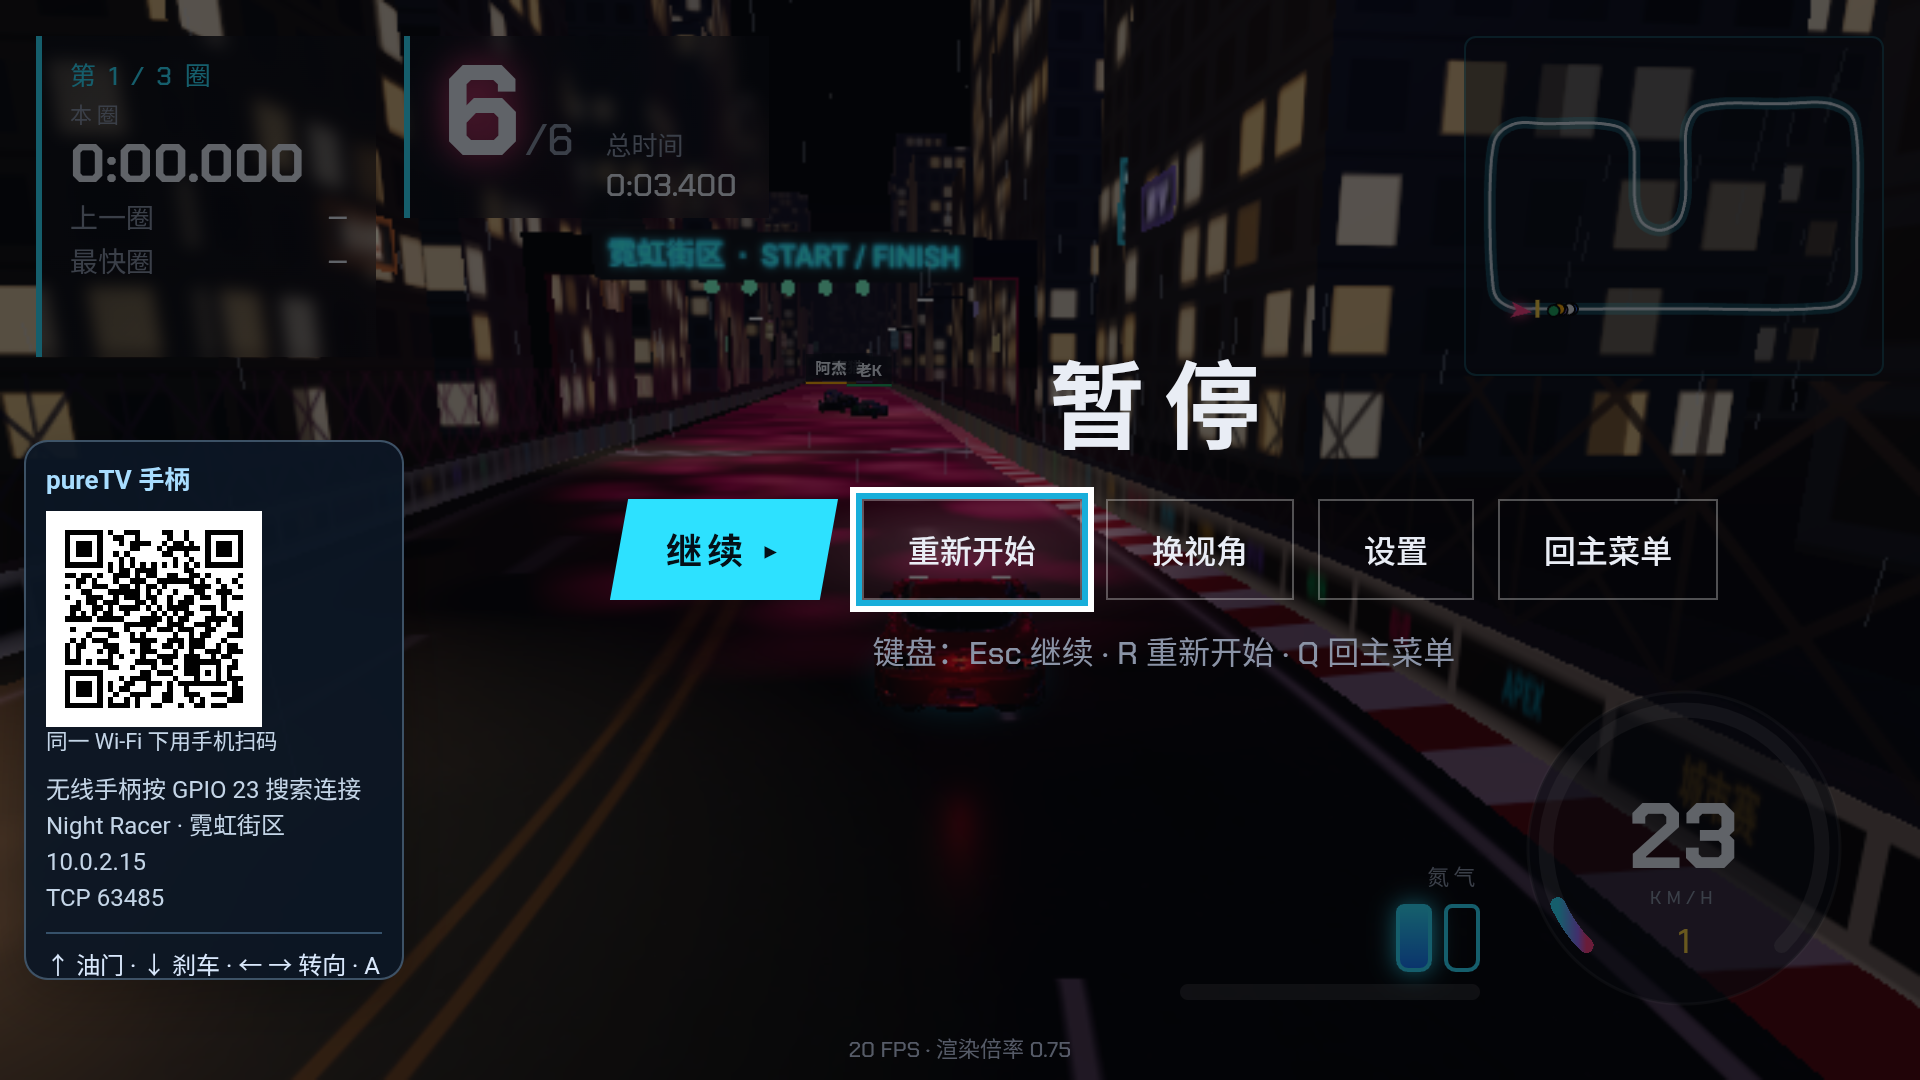 第 1 / 3 圈
本圈
0:00.000
上一圈 –
最快圈 –
6/6
总时间
0:03.400
霓虹街区 · START / FINISH
阿杰 老K
暂停
继续 ▸
重新开始
换视角
设置
回主菜单
键盘：Esc 继续 · R 重新开始 · Q 回主菜单
pureTV 手柄
同一 Wi-Fi 下用手机扫码
无线手柄按 GPIO 23 搜索连接
Night Racer · 霓虹街区
10.0.2.15
TCP 63485
↑ 油门 · ↓ 刹车 · ← → 转向 · A
APEX
氮气
23
KM/H
1
20 FPS · 渲染倍率 0.75